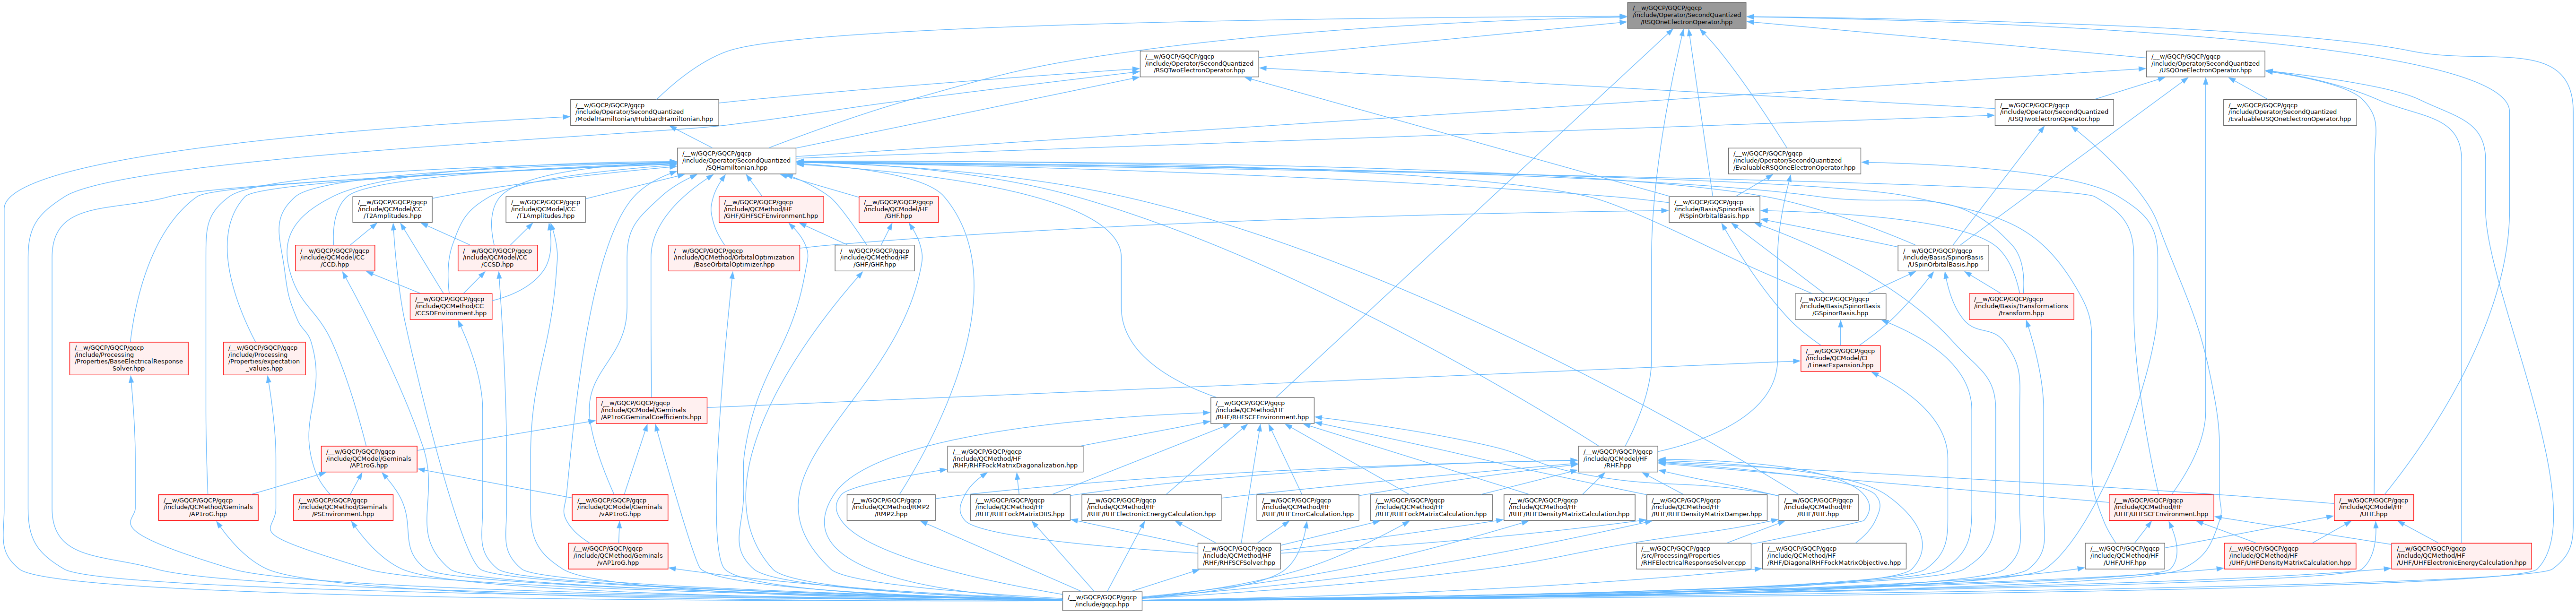 /__w/GQCP/GQCP/gqcp
/include/Operator/SecondQuantized
/RSQOneElectronOperator.hpp
/__w/GQCP/GQCP/gqcp
/include/Operator/SecondQuantized
/RSQTwoElectronOperator.hpp
/__w/GQCP/GQCP/gqcp
/include/Operator/SecondQuantized
/USQOneElectronOperator.hpp
/__w/GQCP/GQCP/gqcp
/include/Operator/SecondQuantized
/ModelHamiltonian/HubbardHamiltonian.hpp
/__w/GQCP/GQCP/gqcp
/include/Operator/SecondQuantized
/USQTwoElectronOperator.hpp
/__w/GQCP/GQCP/gqcp
/include/Operator/SecondQuantized
/EvaluableUSQOneElectronOperator.hpp
/__w/GQCP/GQCP/gqcp
/include/Operator/SecondQuantized
/SQHamiltonian.hpp
/__w/GQCP/GQCP/gqcp
/include/Operator/SecondQuantized
/EvaluableRSQOneElectronOperator.hpp
/__w/GQCP/GQCP/gqcp
/include/QCModel/CC
/T2Amplitudes.hpp
/__w/GQCP/GQCP/gqcp
/include/QCModel/CC
/T1Amplitudes.hpp
/__w/GQCP/GQCP/gqcp
/include/QCMethod/HF
/GHF/GHFSCFEnvironment.hpp
/__w/GQCP/GQCP/gqcp
/include/QCModel/HF
/GHF.hpp
/__w/GQCP/GQCP/gqcp
/include/Basis/SpinorBasis
/RSpinOrbitalBasis.hpp
/__w/GQCP/GQCP/gqcp
/include/QCModel/CC
/CCD.hpp
/__w/GQCP/GQCP/gqcp
/include/QCModel/CC
/CCSD.hpp
/__w/GQCP/GQCP/gqcp
/include/QCMethod/OrbitalOptimization
/BaseOrbitalOptimizer.hpp
/__w/GQCP/GQCP/gqcp
/include/QCMethod/HF
/GHF/GHF.hpp
/__w/GQCP/GQCP/gqcp
/include/Basis/SpinorBasis
/USpinOrbitalBasis.hpp
/__w/GQCP/GQCP/gqcp
/include/QCMethod/CC
/CCSDEnvironment.hpp
/__w/GQCP/GQCP/gqcp
/include/Basis/SpinorBasis
/GSpinorBasis.hpp
/__w/GQCP/GQCP/gqcp
/include/Basis/Transformations
/transform.hpp
/__w/GQCP/GQCP/gqcp
/include/Processing
/Properties/BaseElectricalResponse
Solver.hpp
/__w/GQCP/GQCP/gqcp
/include/Processing
/Properties/expectation
_values.hpp
/__w/GQCP/GQCP/gqcp
/include/QCModel/CI
/LinearExpansion.hpp
/__w/GQCP/GQCP/gqcp
/include/QCModel/Geminals
/AP1roGGeminalCoefficients.hpp
/__w/GQCP/GQCP/gqcp
/include/QCMethod/HF
/RHF/RHFSCFEnvironment.hpp
/__w/GQCP/GQCP/gqcp
/include/QCModel/Geminals
/AP1roG.hpp
/__w/GQCP/GQCP/gqcp
/include/QCMethod/HF
/RHF/RHFFockMatrixDiagonalization.hpp
/__w/GQCP/GQCP/gqcp
/include/QCModel/HF
/RHF.hpp
/__w/GQCP/GQCP/gqcp
/include/QCMethod/Geminals
/AP1roG.hpp
/__w/GQCP/GQCP/gqcp
/include/QCMethod/Geminals
/PSEnvironment.hpp
/__w/GQCP/GQCP/gqcp
/include/QCModel/Geminals
/vAP1roG.hpp
/__w/GQCP/GQCP/gqcp
/include/QCMethod/RMP2
/RMP2.hpp
/__w/GQCP/GQCP/gqcp
/include/QCMethod/HF
/RHF/RHFFockMatrixDIIS.hpp
/__w/GQCP/GQCP/gqcp
/include/QCMethod/HF
/RHF/RHFElectronicEnergyCalculation.hpp
/__w/GQCP/GQCP/gqcp
/include/QCMethod/HF
/RHF/RHFErrorCalculation.hpp
/__w/GQCP/GQCP/gqcp
/include/QCMethod/HF
/RHF/RHFFockMatrixCalculation.hpp
/__w/GQCP/GQCP/gqcp
/include/QCMethod/HF
/RHF/RHFDensityMatrixCalculation.hpp
/__w/GQCP/GQCP/gqcp
/include/QCMethod/HF
/RHF/RHFDensityMatrixDamper.hpp
/__w/GQCP/GQCP/gqcp
/include/QCMethod/HF
/RHF/RHF.hpp
/__w/GQCP/GQCP/gqcp
/include/QCMethod/HF
/UHF/UHFSCFEnvironment.hpp
/__w/GQCP/GQCP/gqcp
/include/QCModel/HF
/UHF.hpp
/__w/GQCP/GQCP/gqcp
/include/QCMethod/Geminals
/vAP1roG.hpp
/__w/GQCP/GQCP/gqcp
/include/QCMethod/HF
/RHF/RHFSCFSolver.hpp
/__w/GQCP/GQCP/gqcp
/src/Processing/Properties
/RHFElectricalResponseSolver.cpp
/__w/GQCP/GQCP/gqcp
/include/QCMethod/HF
/RHF/DiagonalRHFFockMatrixObjective.hpp
/__w/GQCP/GQCP/gqcp
/include/QCMethod/HF
/UHF/UHF.hpp
/__w/GQCP/GQCP/gqcp
/include/QCMethod/HF
/UHF/UHFDensityMatrixCalculation.hpp
/__w/GQCP/GQCP/gqcp
/include/QCMethod/HF
/UHF/UHFElectronicEnergyCalculation.hpp
/__w/GQCP/GQCP/gqcp
/include/gqcp.hpp